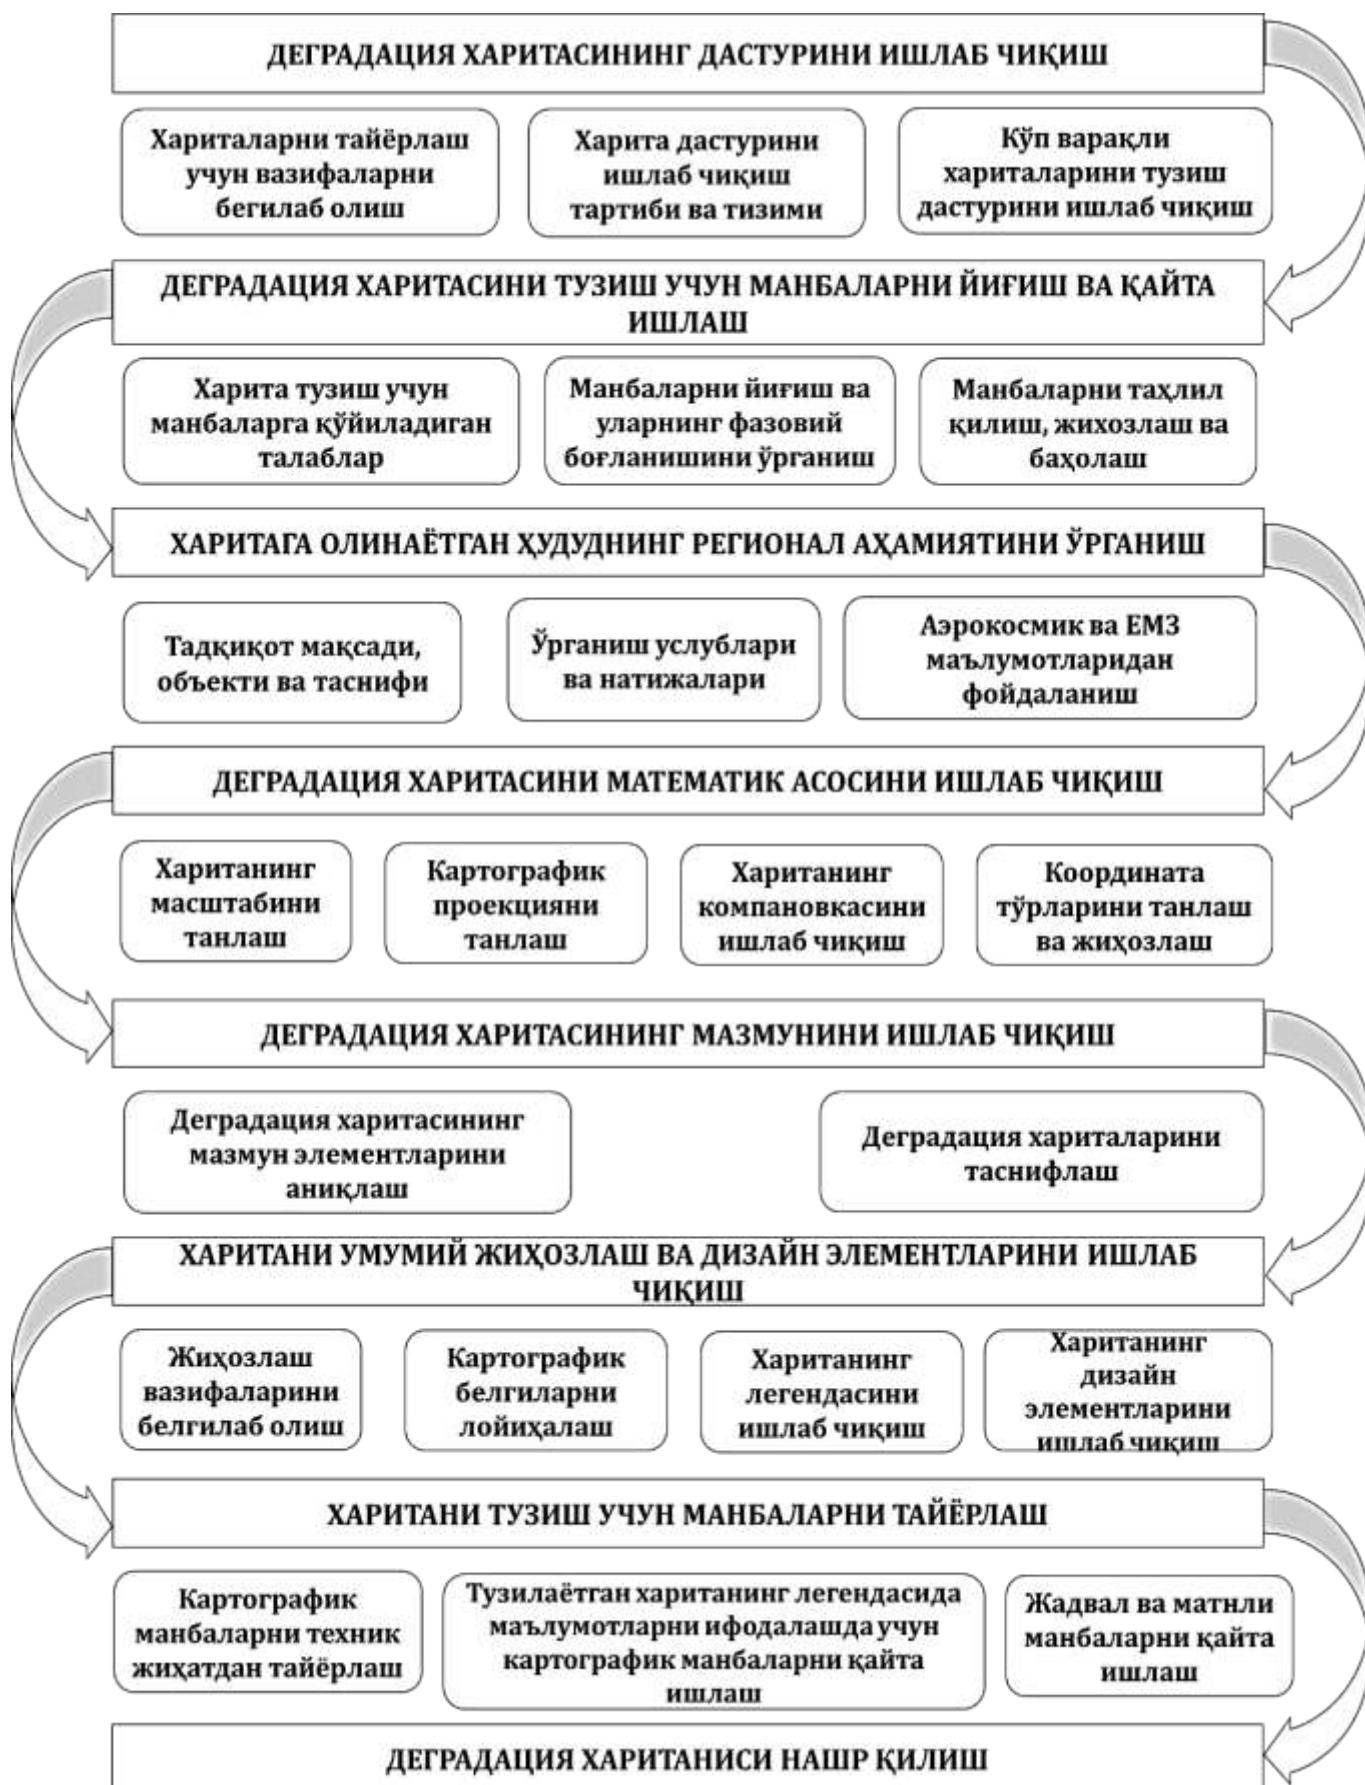 ДЕГРАДАЦИЯ ХАРИТАСИНИНГ ДАСТУРИНИ ИШЛАБ ЧИҚИШ
Хариталарни тайёрлаш
учун вазифаларни
бегилаб олиш
Харита дастурини
ишлаб чиқиш
тартиби ва тизими
Кўп варақли
хариталарини тузиш
дастурини ишлаб чиқиш
ДЕГРАДАЦИЯ ХАРИТАСИНИ ТУЗИШ УЧУН МАНБАЛАРНИ ЙИҒИШ ВА ҚАЙТА
ИШЛАШ
Харита тузиш учун
манбаларга қўйиладиган
талаблар
Манбаларни йиғиш ва
уларнинг фазовий
боғланишини ўрганиш
Манбаларни таҳлил
қилиш, жихозлаш ва
баҳолаш
ХАРИТАГА ОЛИНАЁТГАН ҲУДУДНИНГ РЕГИОНАЛ АҲАМИЯТИНИ ЎРГАНИШ
Тадқиқот мақсади,
объекти ва таснифи
Ўрганиш услублари
ва натижалари
Аэрокосмик ва ЕМЗ
маълумотларидан
фойдаланиш
ДЕГРАДАЦИЯ ХАРИТАСИНИ МАТЕМАТИК АСОСИНИ ИШЛАБ ЧИҚИШ
Хаританинг
масштабини
танлаш
Картографик
проекцияни
танлаш
Хаританинг
компановкасини
ишлаб чиқиш
Координата
тўрларини танлаш
ва жиҳозлаш
ДЕГРАДАЦИЯ ХАРИТАСИНИНГ МАЗМУНИНИ ИШЛАБ ЧИҚИШ
Деградация харитасининг
мазмун элементларини
аниқлаш
Деградация хариталарини
таснифлаш
ХАРИТАНИ УМУМИЙ ЖИҲОЗЛАШ ВА ДИЗАЙН ЭЛЕМЕНТЛАРИНИ ИШЛАБ
ЧИҚИШ
Жиҳозлаш
вазифаларини
белгилаб олиш
Картографик
белгиларни
лойиҳалаш
Хаританинг
легендасини
ишлаб чиқиш
Хаританинг
дизайн
элементларини
ишлаб чиқиш
ХАРИТАНИ ТУЗИШ УЧУН МАНБАЛАРНИ ТАЙЁРЛАШ
Картографик
манбаларни техник
жиҳатдан тайёрлаш
Тузилаётган хаританинг легендасида
маълумотларни ифодалашда учун
картографик манбаларни қайта
ишлаш
Жадвал ва матнли
манбаларни қайта
ишлаш
ДЕГРАДАЦИЯ ХАРИТАНИСИ НАШР ҚИЛИШ